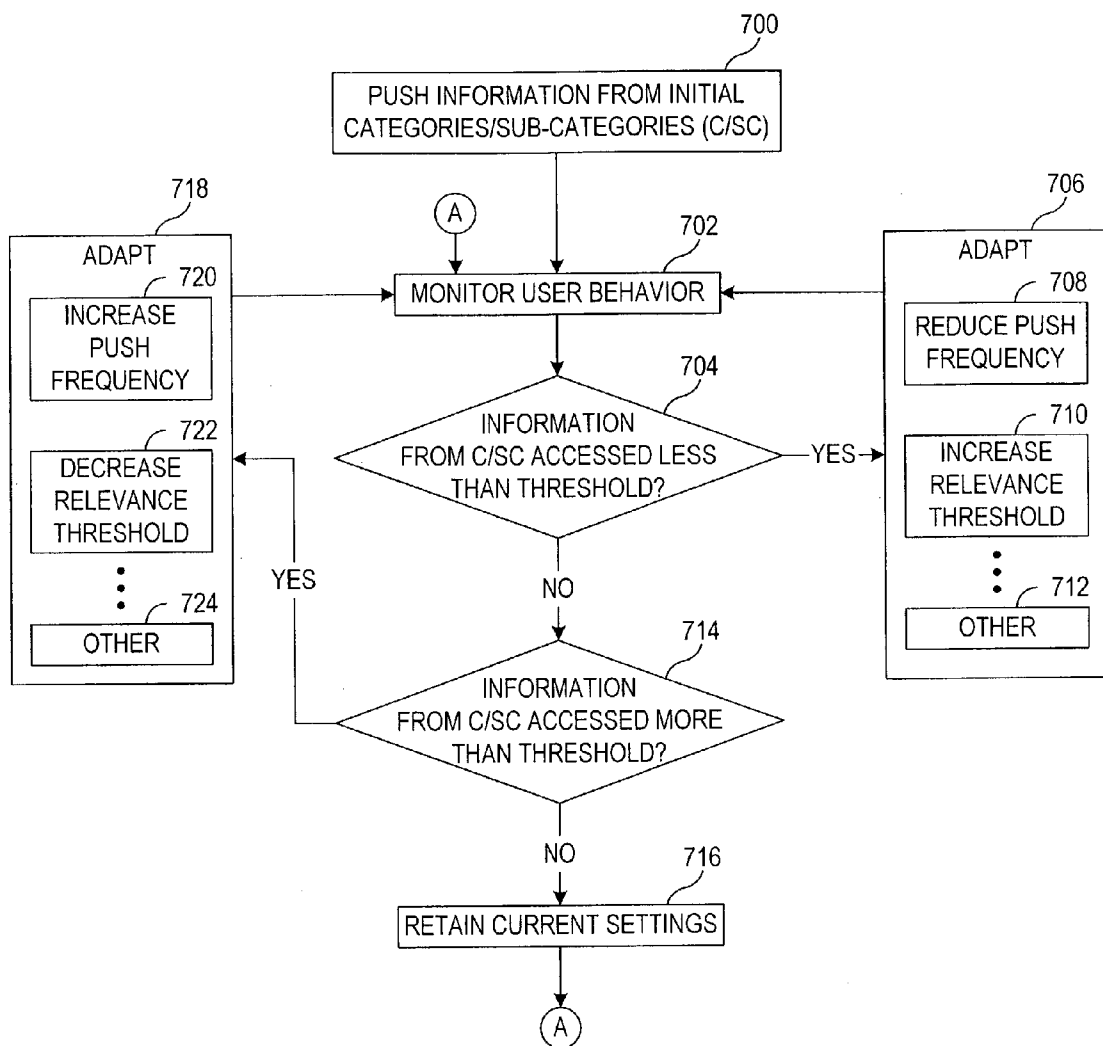 700
PUSH INFORMATION FROM INITIAL
CATEGORIES/SUB-CATEGORIES (C/SC)
718
ADAPT
720
INCREASE
PUSH
FREQUENCY
722
DECREASE
RELEVANCE
THRESHOLD
724
OTHER
A
702
MONITOR USER BEHAVIOR
704
INFORMATION
FROM C/SC ACCESSED LESS
THAN THRESHOLD?
YES
706
ADAPT
708
REDUCE PUSH
FREQUENCY
710
INCREASE
RELEVANCE
THRESHOLD
712
OTHER
NO
714
INFORMATION
FROM C/SC ACCESSED MORE
THAN THRESHOLD?
YES
NO
716
RETAIN CURRENT SETTINGS
A